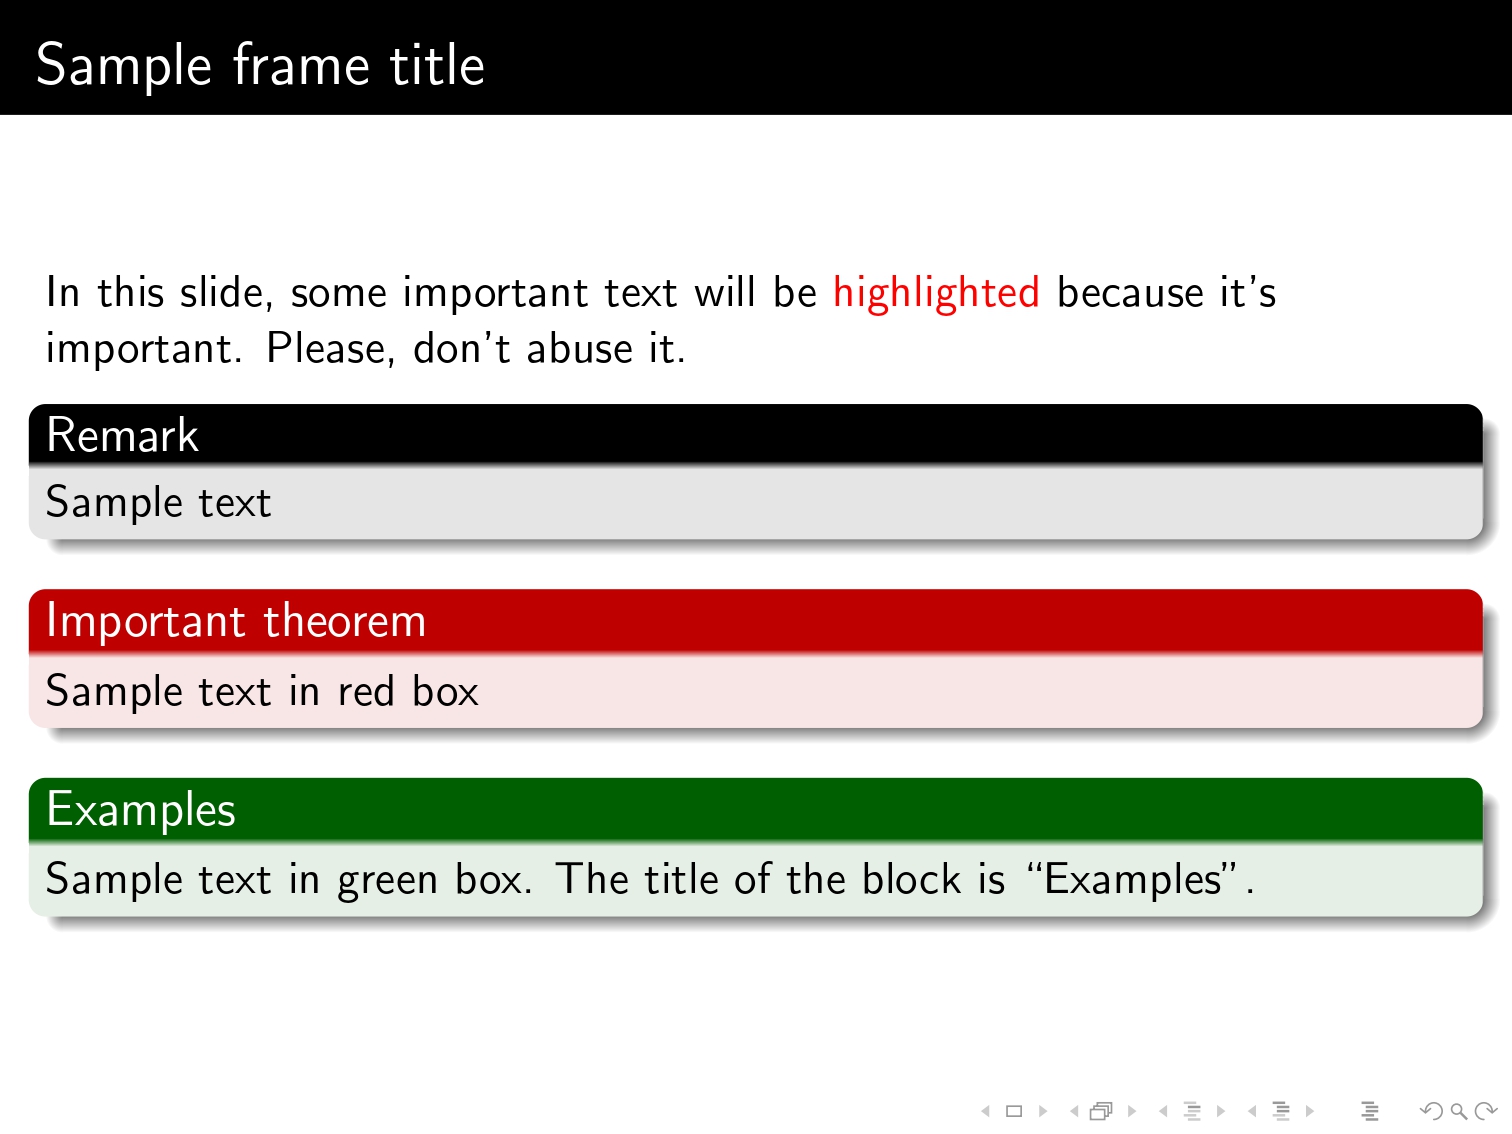 Sample frame title
In this slide, some important text will be highlighted because it’s
important. Please, don’t abuse it.
Remark
Sample text
Important theorem
Sample text in red box
Examples
Sample text in green box. The title of the block is “Examples”.